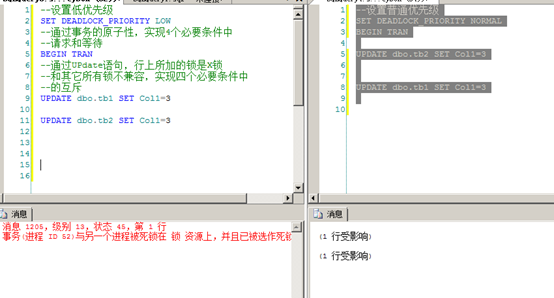 1 --设置低优先级
2 SET DEADLOCK_PRIORITY LOW
3 --通过事务的原子性，实现4个必要条件中
4 --请求和等待
5 BEGIN TRAN
6 --通过UPdate语句，行上所加的锁是X锁
7 --和其它所有锁不兼容，实现四个必要条件中
8 --的互斥
9 UPDATE dbo.tb1 SET Col1=3
10
11 UPDATE dbo.tb2 SET Col1=3
12
13
14
15
16
消息
消息 1205，级别 13，状态 45，第 1 行
事务(进程 ID 52)与另一个进程被死锁在 锁 资源上，并且已被选作死锁
1 --设置普通优先级
2 SET DEADLOCK_PRIORITY NORMAL
3 BEGIN TRAN
4
5 UPDATE dbo.tb2 SET Col1=3
6
7
8 UPDATE dbo.tb1 SET Col1=3
9
10
消息
(1 行受影响)
(1 行受影响)